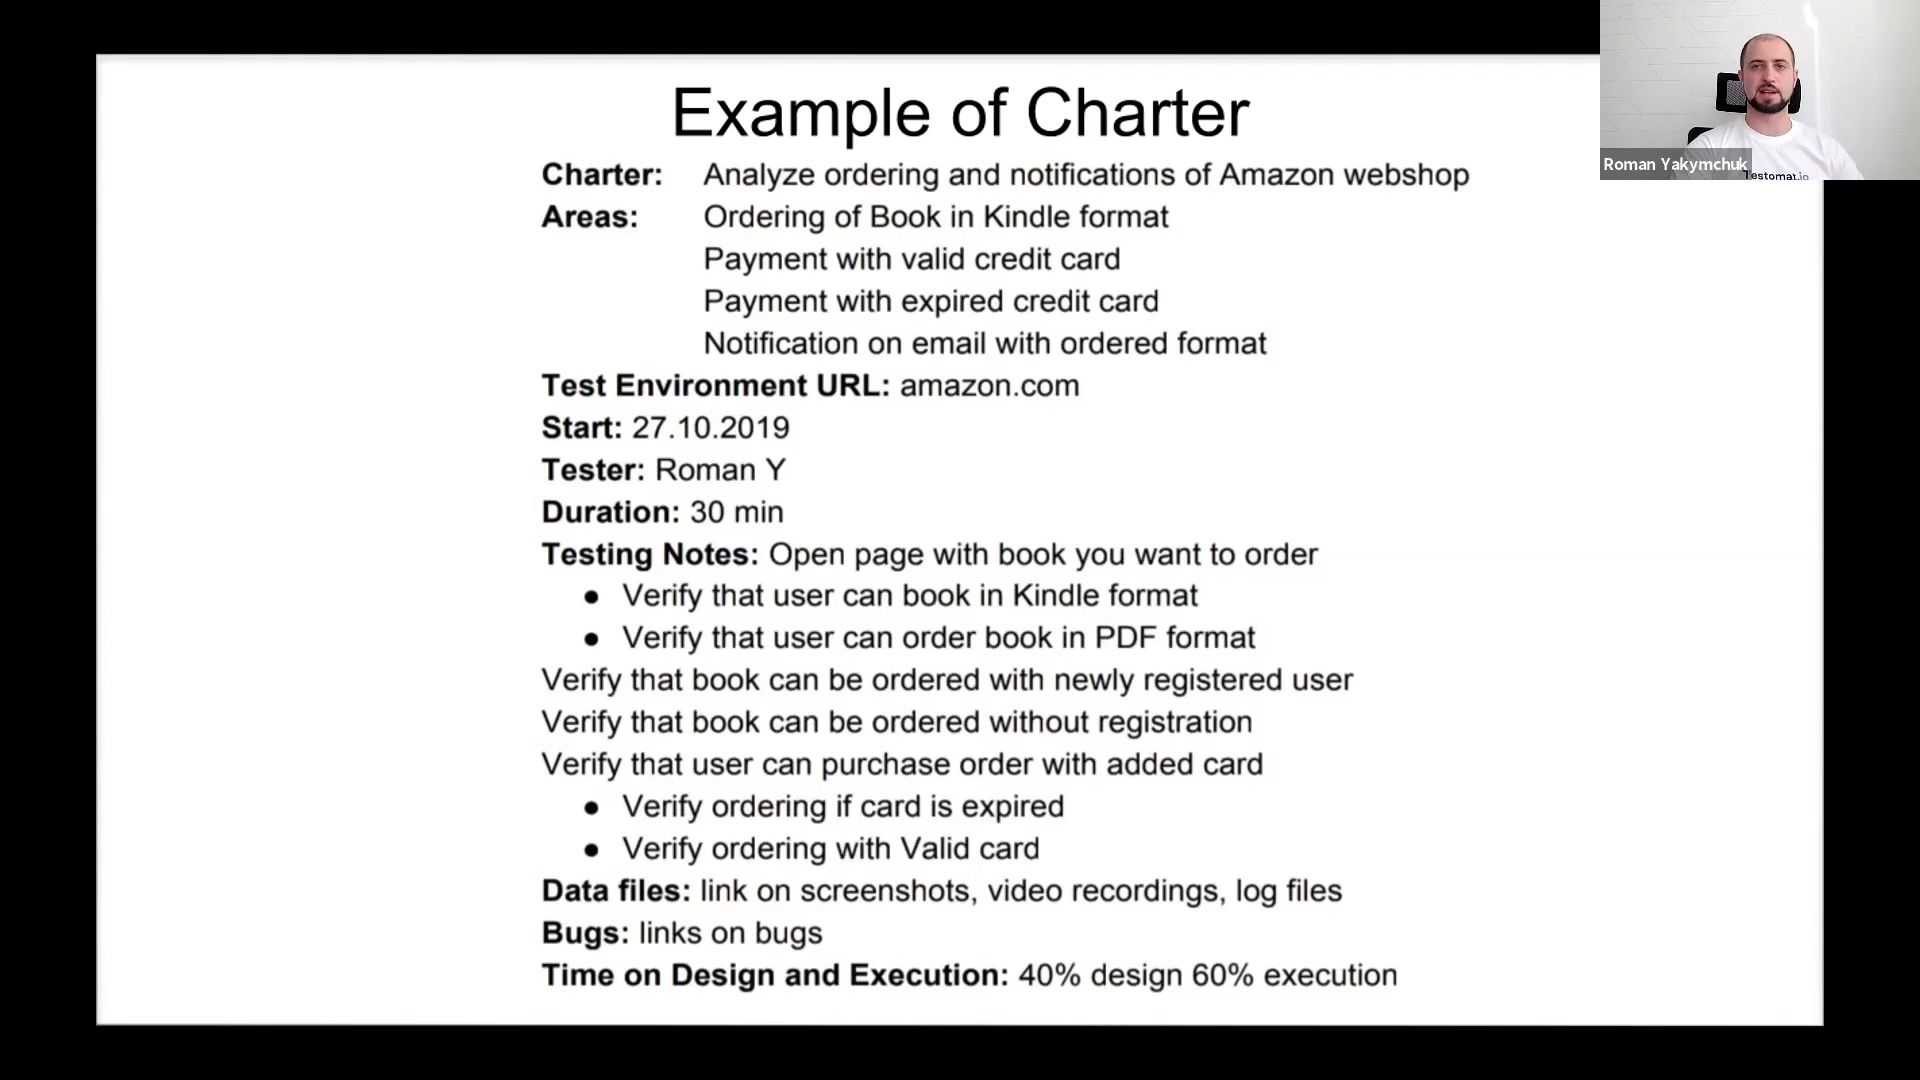 Example of Charter
Charter: Analyze ordering and notifications of Amazon webshop
Areas: Ordering of Book in Kindle format
Payment with valid credit card
Payment with expired credit card
Notification on email with ordered format
Test Environment URL: amazon.com
Start: 27.10.2019
Tester: Roman Y
Duration: 30 min
Testing Notes: Open page with book you want to order
● Verify that user can book in Kindle format
● Verify that user can order book in PDF format
Verify that book can be ordered with newly registered user
Verify that book can be ordered without registration
Verify that user can purchase order with added card
● Verify ordering if card is expired
● Verify ordering with Valid card
Data files: link on screenshots, video recordings, log files
Bugs: links on bugs
Time on Design and Execution: 40% design 60% execution
Roman Yakymchuk
Testomat.io